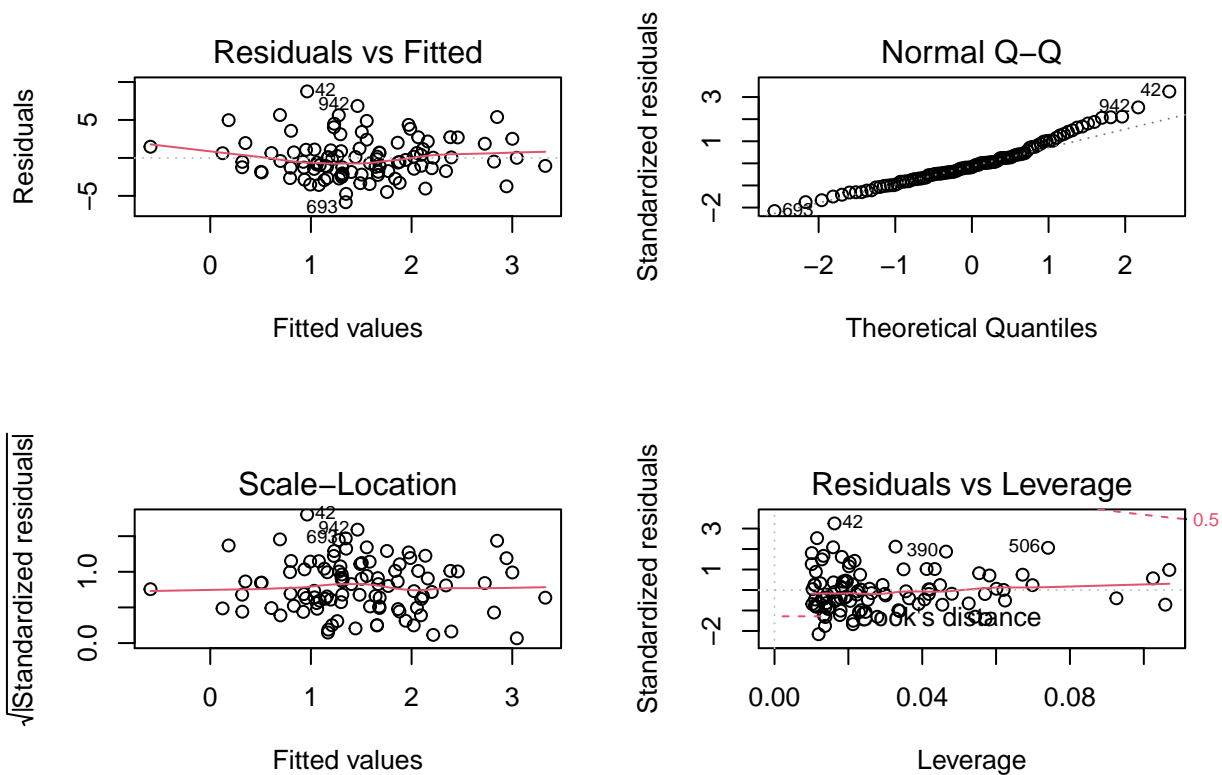 Residuals vs Fitted
Residuals
5
−5
42
942
693
0 1 2 3
Fitted values
Normal Q−Q
Standardized residuals
3
1
−2
42
942
693
−2 −1 0 1 2
Theoretical Quantiles
Scale−Location
√|Standardized residuals|
1.0
0.0
42
942
693
0 1 2 3
Fitted values
Residuals vs Leverage
Standardized residuals
3
1
−2
42
390
506
0.5
Cook's distance
0.00 0.04 0.08
Leverage